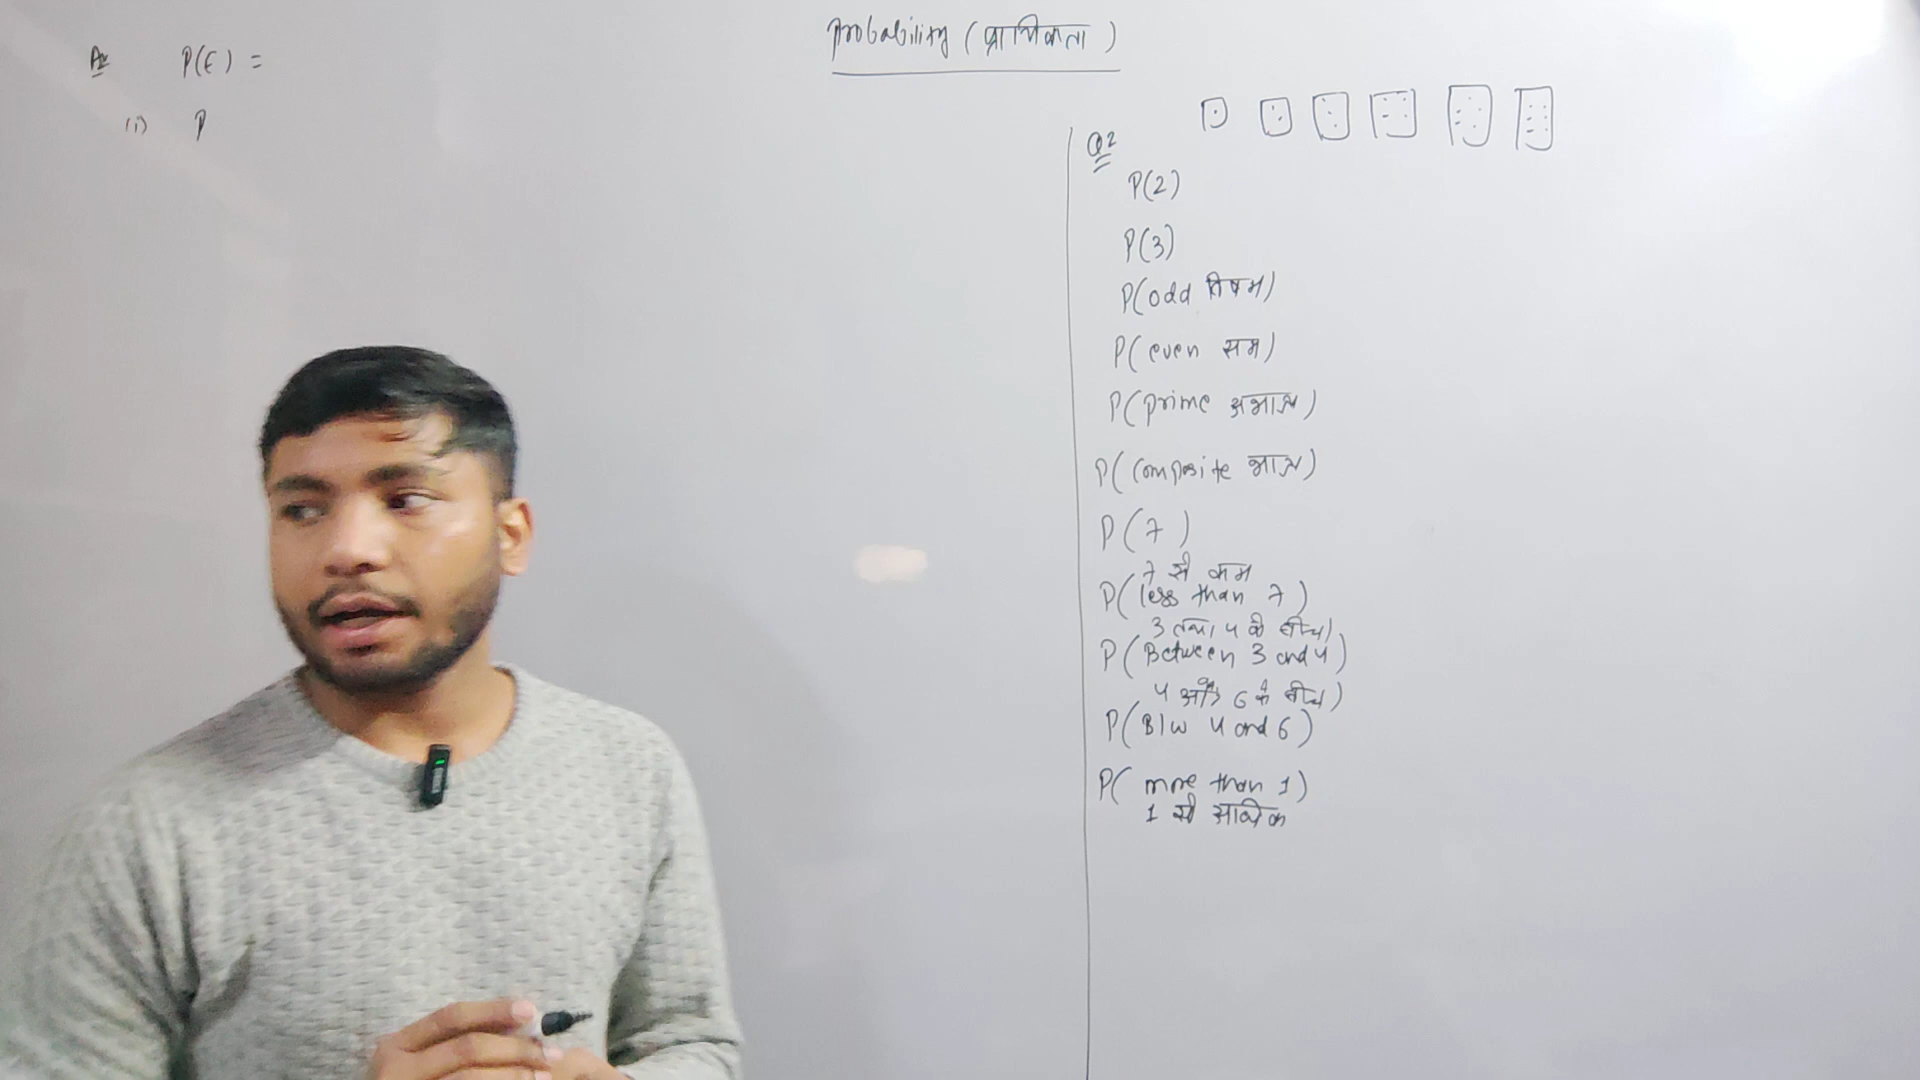 Probability (प्रायिकता)
P(E) =
(i) P
Q2
P(2)
P(3)
P(odd विषम)
P(even सम)
P(prime अभाज्य)
P(composite भाज्य)
P(7)
7 से कम
P(less than 7)
3 तथा 4 के बीच)
P(Between 3 and 4)
4 और 6 के बीच)
P(B/w 4 and 6)
P( more than 1)
1 से अधिक